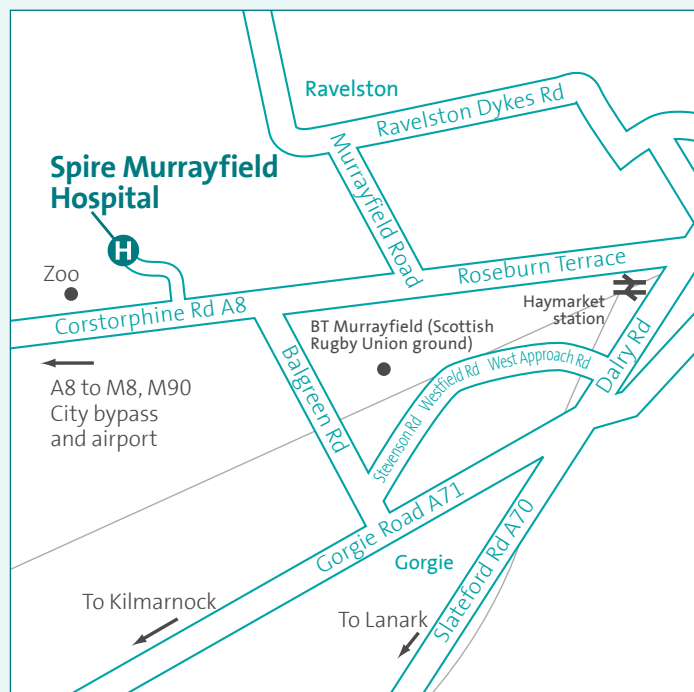 Ravelston
Ravelston Dykes Rd
Murrayfield Road
Spire Murrayfield
Hospital
H
Zoo
Roseburn Terrace
Haymarket
station
Corstorphine Rd A8
BT Murrayfield (Scottish
Rugby Union ground)
Balgreen Rd
Stevenson Rd
Westfield Rd
West Approach Rd
Dalry Rd
A8 to M8, M90
City bypass
and airport
Gorgie Road A71
Gorgie
Slateford Rd A70
To Kilmarnock
To Lanark